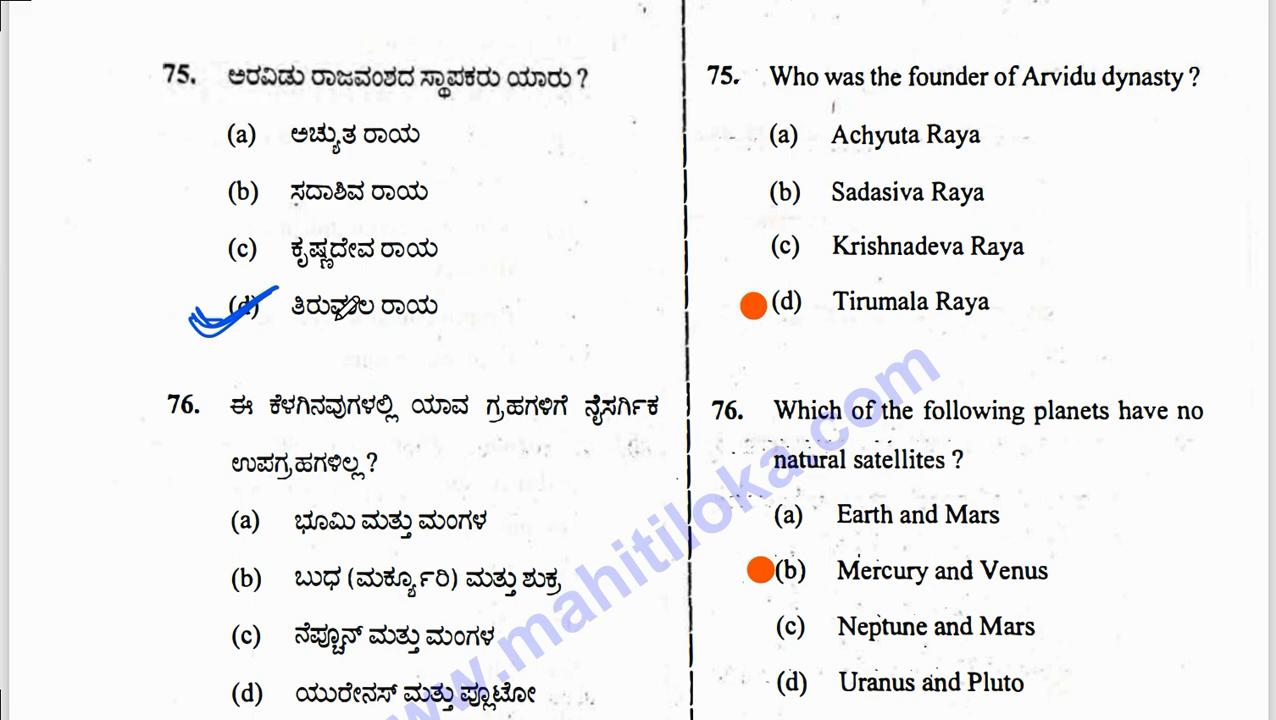 75. ಅರವಿಡು ರಾಜವಂಶದ ಸ್ಥಾಪಕರು ಯಾರು ?
(a) ಅಚ್ಯುತ ರಾಯ
(b) ಸದಾಶಿವ ರಾಯ
(c) ಕೃಷ್ಣದೇವ ರಾಯ
(d) ತಿರುಮಲ ರಾಯ
76. ಈ ಕೆಳಗಿನವುಗಳಲ್ಲಿ ಯಾವ ಗ್ರಹಗಳಿಗೆ ನೈಸರ್ಗಿಕ
ಉಪಗ್ರಹಗಳಿಲ್ಲ ?
(a) ಭೂಮಿ ಮತ್ತು ಮಂಗಳ
(b) ಬುಧ (ಮರ್ಕ್ಯೂರಿ) ಮತ್ತು ಶುಕ್ರ
(c) ನೆಪ್ಚೂನ್ ಮತ್ತು ಮಂಗಳ
(d) ಯುರೇನಸ್ ಮತ್ತು ಪ್ಲೂಟೋ
75. Who was the founder of Arvidu dynasty ?
(a) Achyuta Raya
(b) Sadasiva Raya
(c) Krishnadeva Raya
(d) Tirumala Raya
76. Which of the following planets have no
natural satellites ?
(a) Earth and Mars
(b) Mercury and Venus
(c) Neptune and Mars
(d) Uranus and Pluto
www.mahitiloka.com